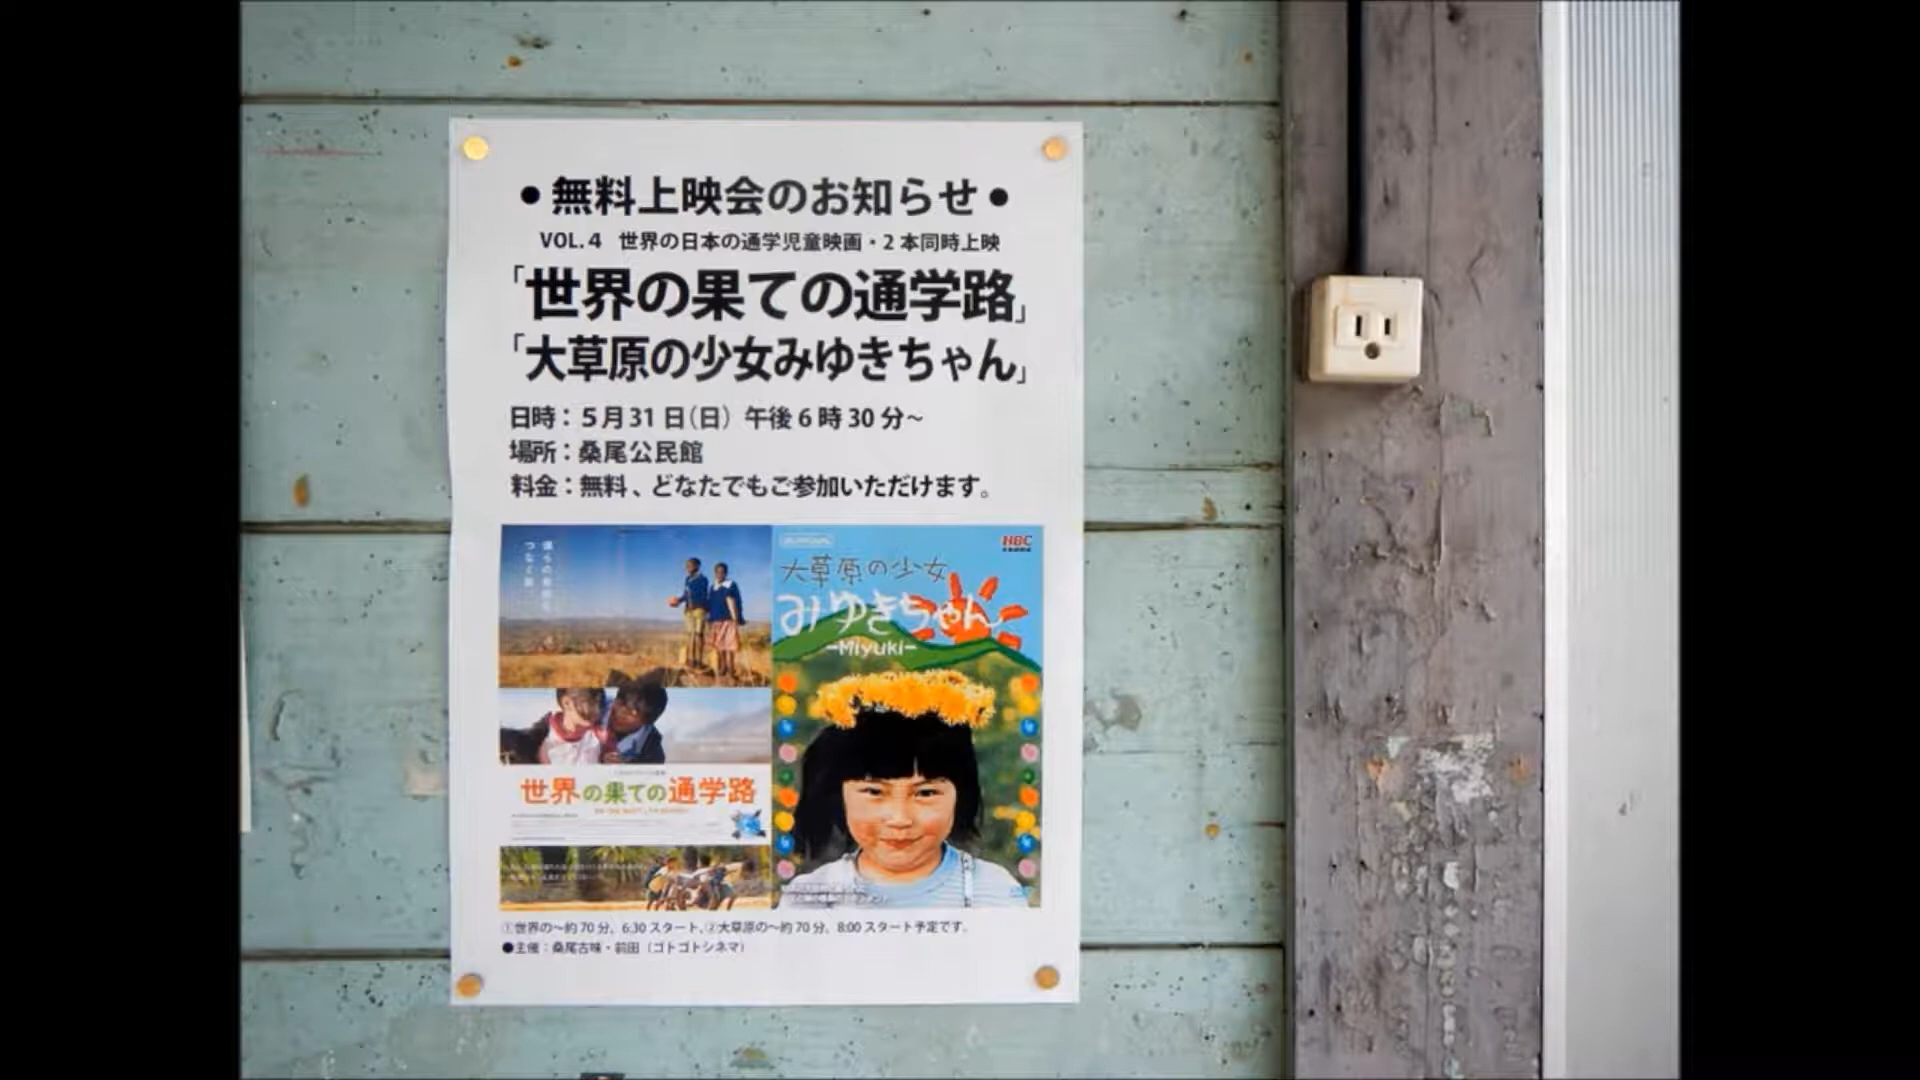 ●無料上映会のお知らせ●
VOL.4 世界の日本の通学児童映画・2本同時上映
「世界の果ての通学路」
「大草原の少女みゆきちゃん」
日時：5月31日（日）午後6時30分～
場所：桑尾公民館
料金：無料、どなたでもご参加いただけます。
つなぐ
世界の果ての通学路
HBC
大草原の少女
みゆきちゃん
-Miyuki-
①世界の～約70分、6:30スタート、②大草原の～約70分、8:00スタート予定です。
●主催：桑尾古味・前田（ゴトゴトシネマ）